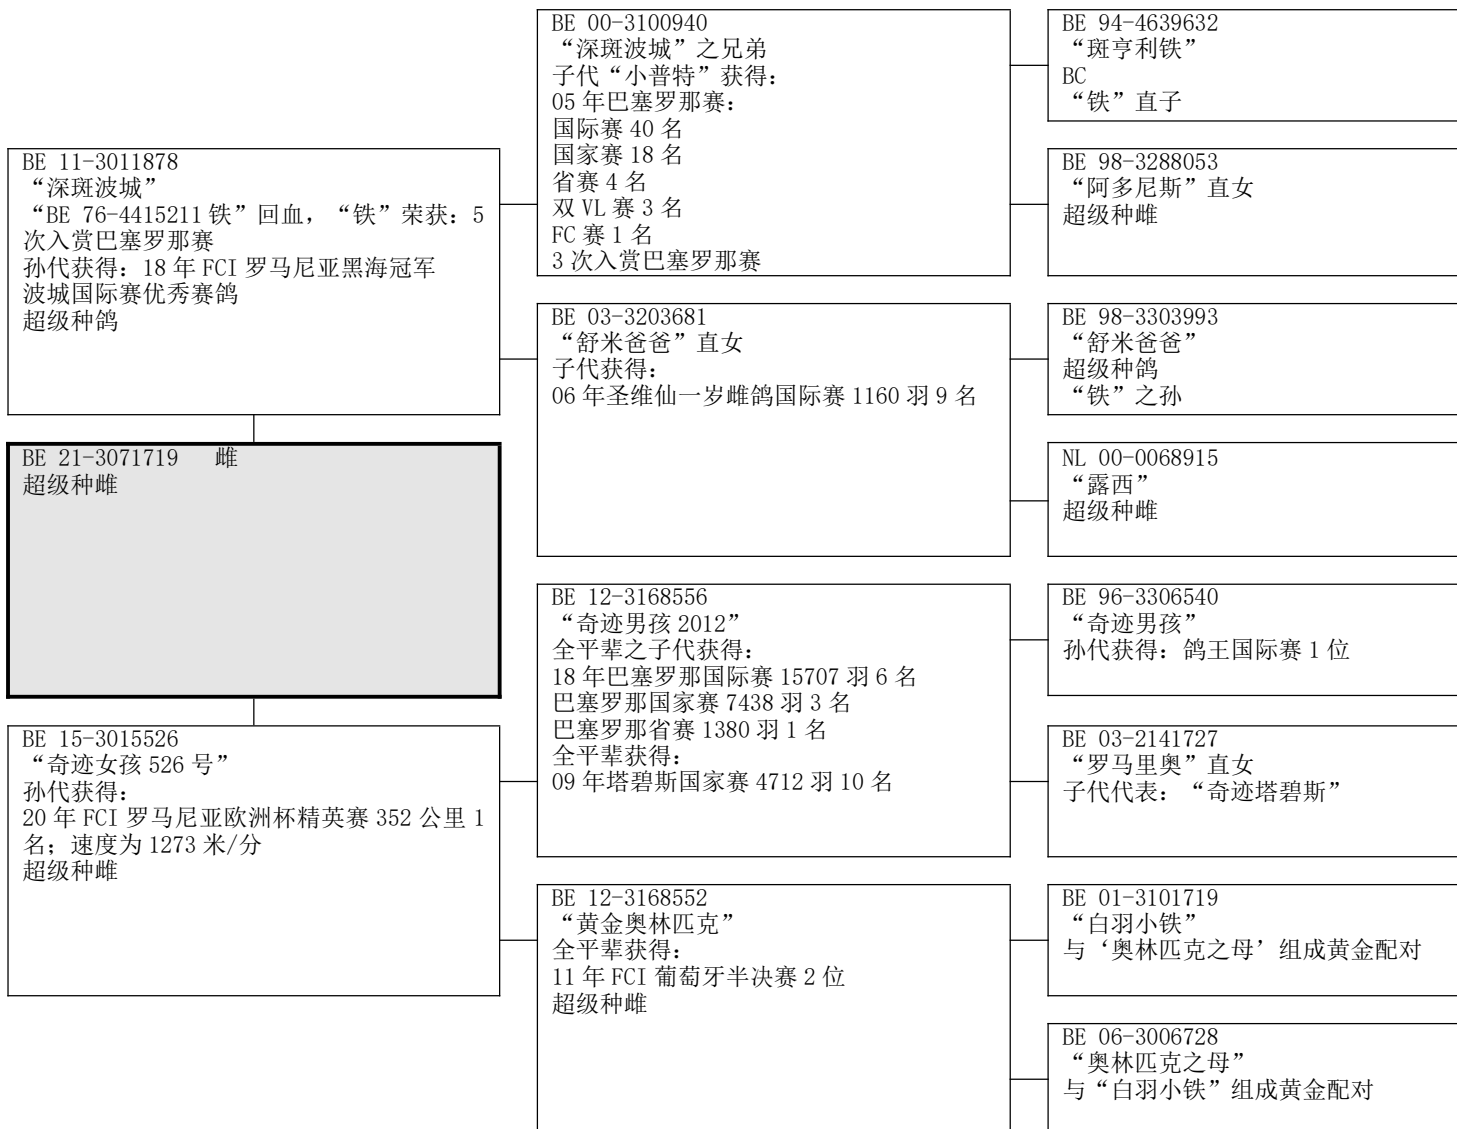 BE 11-3011878
“深斑波城”
“BE 76-4415211 铁”回血，“铁”荣获：5
次入赏巴塞罗那赛
孙代获得：18 年 FCI 罗马尼亚黑海冠军
波城国际赛优秀赛鸽
超级种鸽
BE 21-3071719 雌
超级种雌
BE 15-3015526
“奇迹女孩 526 号”
孙代获得：
20 年 FCI 罗马尼亚欧洲杯精英赛 352 公里 1
名；速度为 1273 米/分
超级种雌
BE 00-3100940
“深斑波城”之兄弟
子代“小普特”获得：
05 年巴塞罗那赛：
国际赛 40 名
国家赛 18 名
省赛 4 名
双 VL 赛 3 名
FC 赛 1 名
3 次入赏巴塞罗那赛
BE 03-3203681
“舒米爸爸”直女
子代获得：
06 年圣维仙一岁雌鸽国际赛 1160 羽 9 名
BE 12-3168556
“奇迹男孩 2012”
全平辈之子代获得：
18 年巴塞罗那国际赛 15707 羽 6 名
巴塞罗那国家赛 7438 羽 3 名
巴塞罗那省赛 1380 羽 1 名
全平辈获得：
09 年塔碧斯国家赛 4712 羽 10 名
BE 12-3168552
“黄金奥林匹克”
全平辈获得：
11 年 FCI 葡萄牙半决赛 2 位
超级种雌
BE 94-4639632
“斑亨利铁”
BC
“铁”直子
BE 98-3288053
“阿多尼斯”直女
超级种雌
BE 98-3303993
“舒米爸爸”
超级种鸽
“铁”之孙
NL 00-0068915
“露西”
超级种雌
BE 96-3306540
“奇迹男孩”
孙代获得：鸽王国际赛 1 位
BE 03-2141727
“罗马里奥”直女
子代代表：“奇迹塔碧斯”
BE 01-3101719
“白羽小铁”
与‘奥林匹克之母’组成黄金配对
BE 06-3006728
“奥林匹克之母”
与“白羽小铁”组成黄金配对